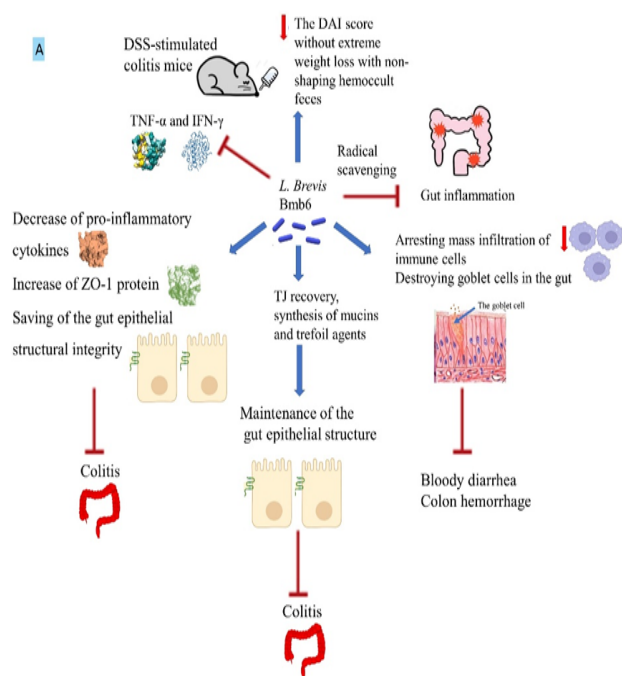 A
DSS-stimulated
colitis mice
The DAI score
without extreme
weight loss with non-
shaping hemoccult
feces
TNF-α and IFN-γ
Radical
scavenging
Gut inflammation
L. Brevis
Bmb6
Decrease of pro-inflammatory
cytokines
Increase of ZO-1 protein
Saving of the gut epithelial
structural integrity
Colitis
TJ recovery,
synthesis of mucins
and trefoil agents
Maintenance of the
gut epithelial structure
Colitis
Arresting mass infiltration of
immune cells
Destroying goblet cells in the gut
The goblet cell
Bloody diarrhea
Colon hemorrhage